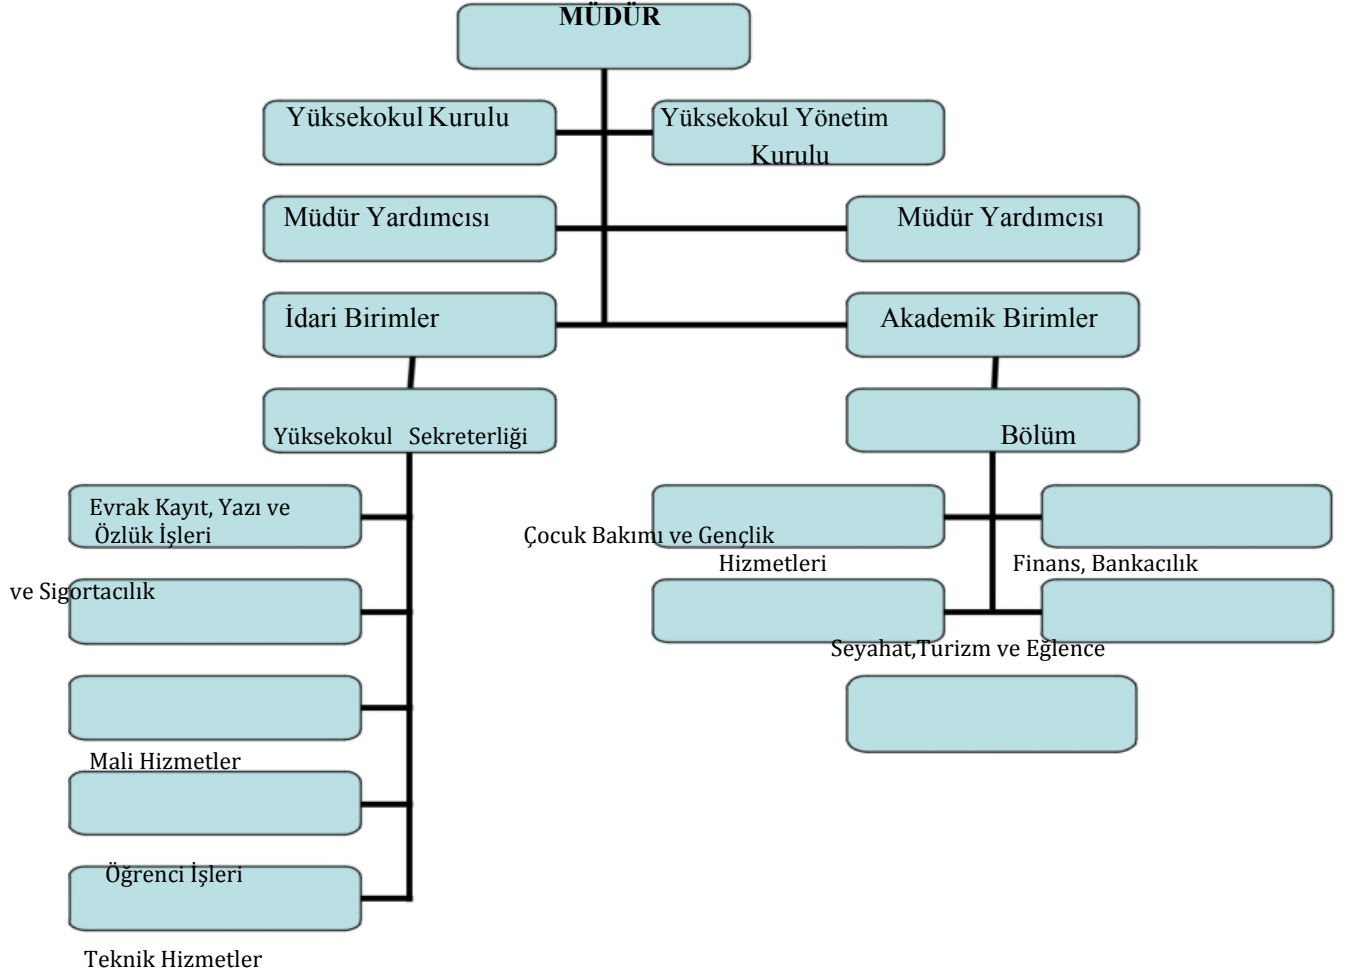 MÜDÜR
Yüksekokul Kurulu
Yüksekokul Yönetim
Kurulu
Müdür Yardımcısı
Müdür Yardımcısı
İdari Birimler
Akademik Birimler
Yüksekokul Sekreterliği
Bölüm
Evrak Kayıt, Yazı ve
Özlük İşleri
Çocuk Bakımı ve Gençlik
Hizmetleri
Finans, Bankacılık
ve Sigortacılık
Seyahat,Turizm ve Eğlence
Mali Hizmetler
Öğrenci İşleri
Teknik Hizmetler